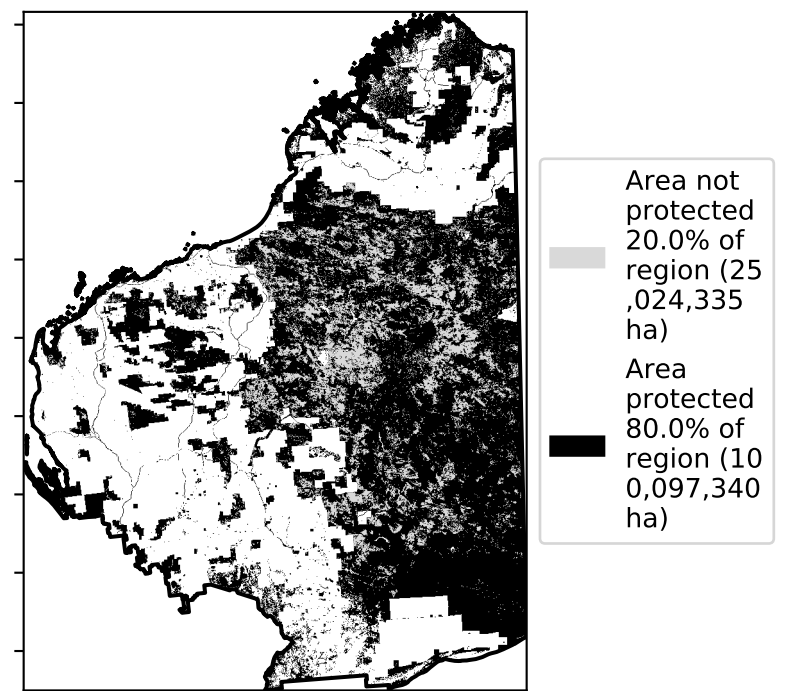 Area not
protected
20.0% of
region (25
,024,335
ha)
Area
protected
80.0% of
region (10
0,097,340
ha)